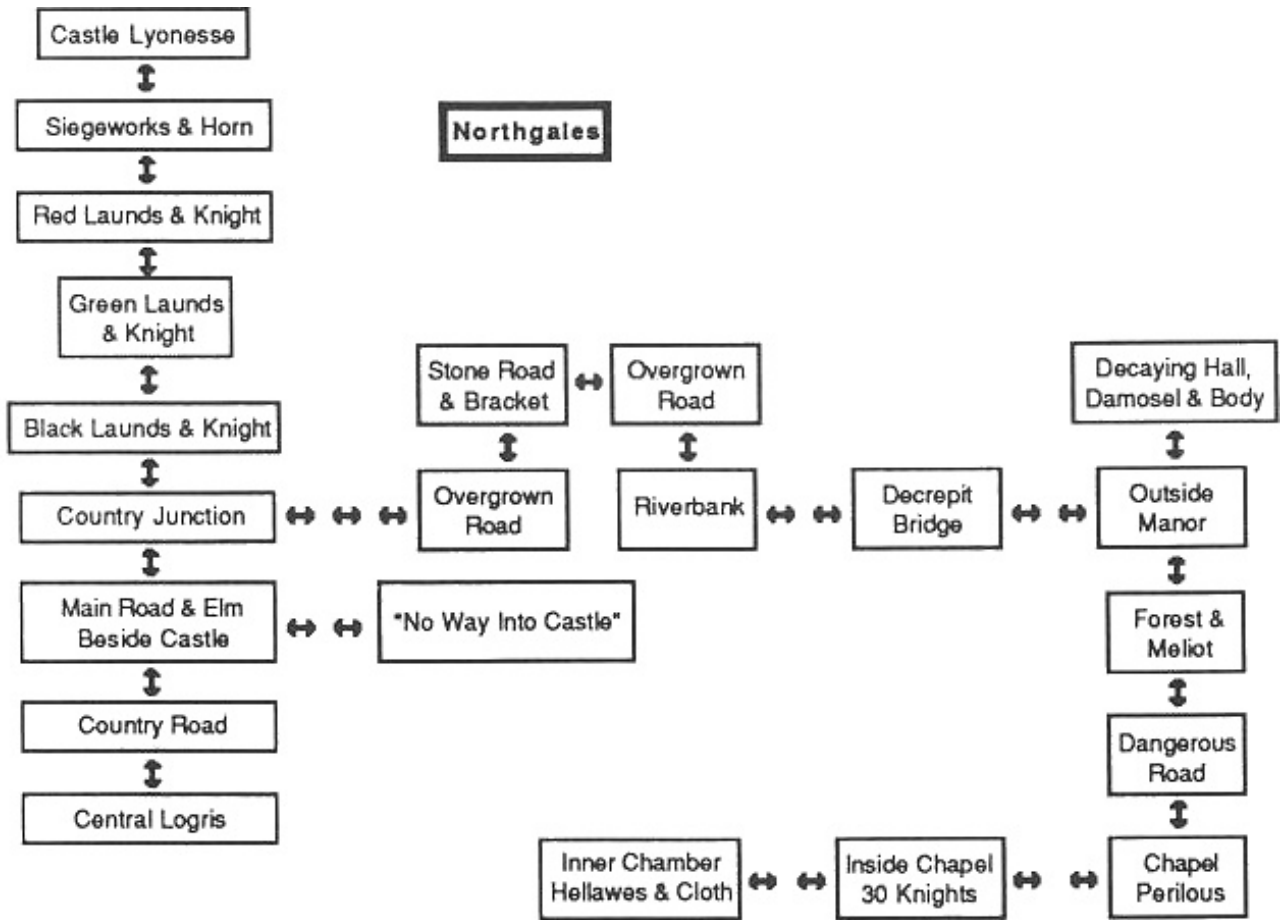 Castle Lyonesse
Siegeworks & Horn
Northgales
Red Launds & Knight
Green Launds
& Knight
Stone Road
& Bracket
Overgrown
Road
Decaying Hall,
Damosel & Body
Black Launds & Knight
Country Junction
Overgrown
Road
Riverbank
Decrepit
Bridge
Outside
Manor
Main Road & Elm
Beside Castle
"No Way Into Castle"
Forest &
Meliot
Country Road
Dangerous
Road
Central Logris
Inner Chamber
Hellawes & Cloth
Inside Chapel
30 Knights
Chapel
Perilous